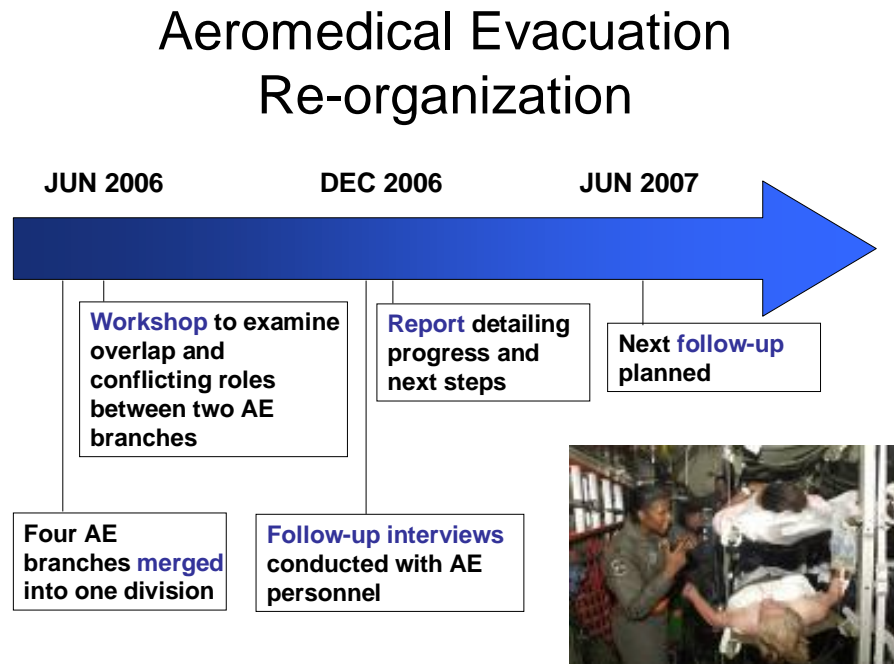 Aeromedical Evacuation
Re-organization
JUN 2006
DEC 2006
JUN 2007
Workshop to examine
overlap and
conflicting roles
between two AE
branches
Report detailing
progress and
next steps
Next follow-up
planned
Four AE
branches merged
into one division
Follow-up interviews
conducted with AE
personnel